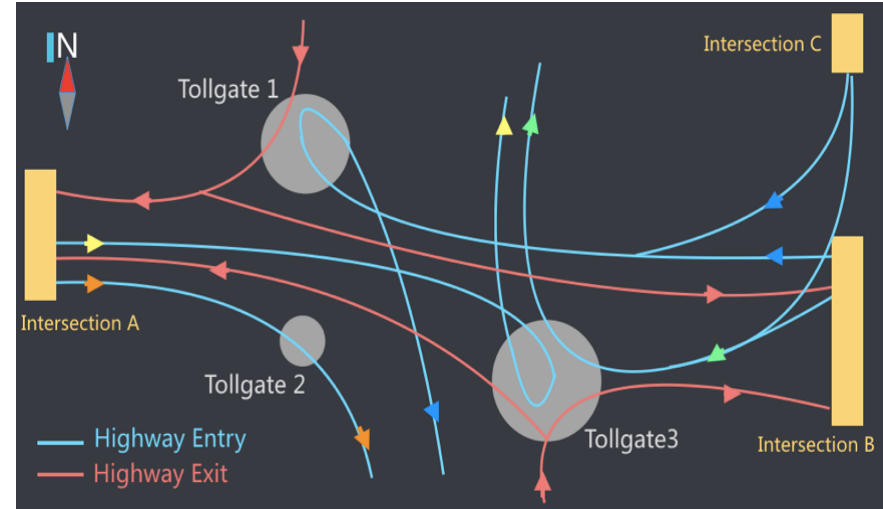 N
Intersection C
Tollgate 1
Intersection A
Tollgate 2
Highway Entry
Highway Exit
Tollgate3
Intersection B